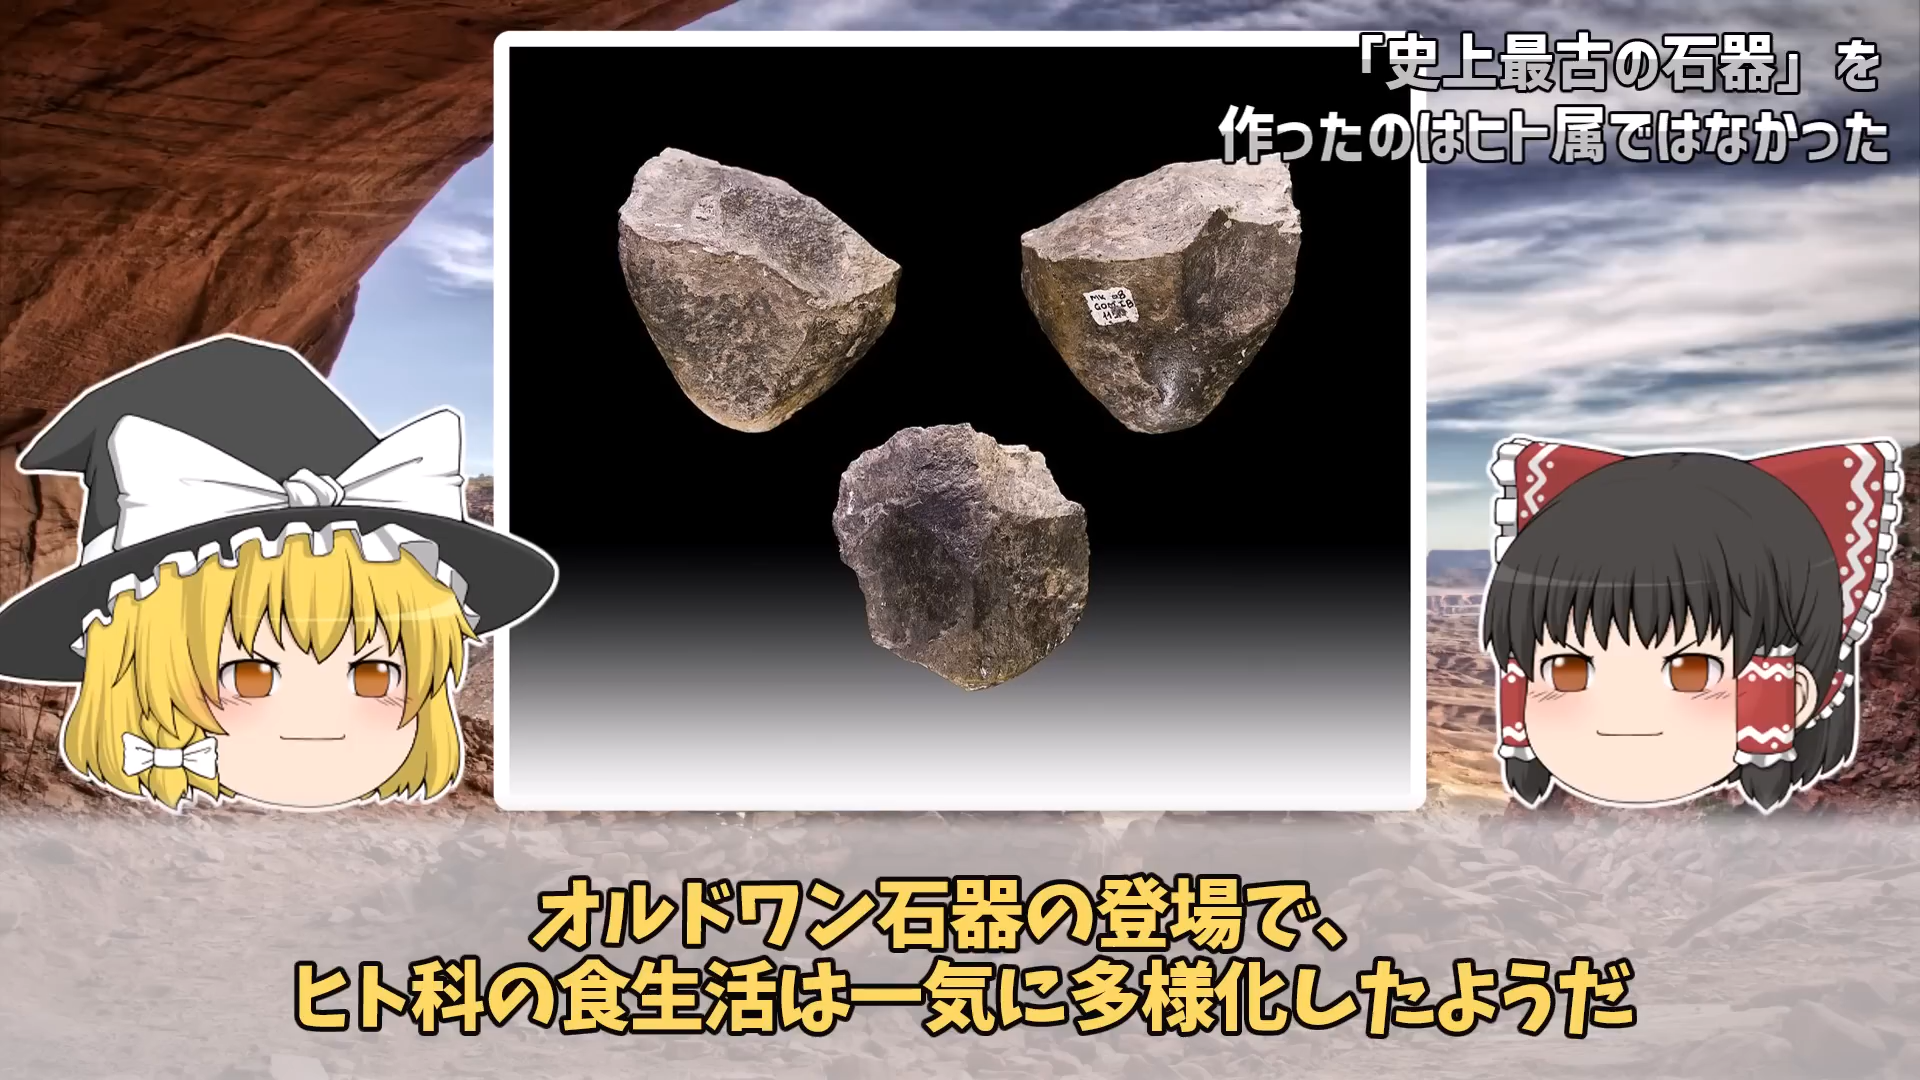 「史上最古の石器」を
作ったのはヒト属ではなかった
オルドワン石器の登場で、
ヒト科の食生活は一気に多様化したようだ